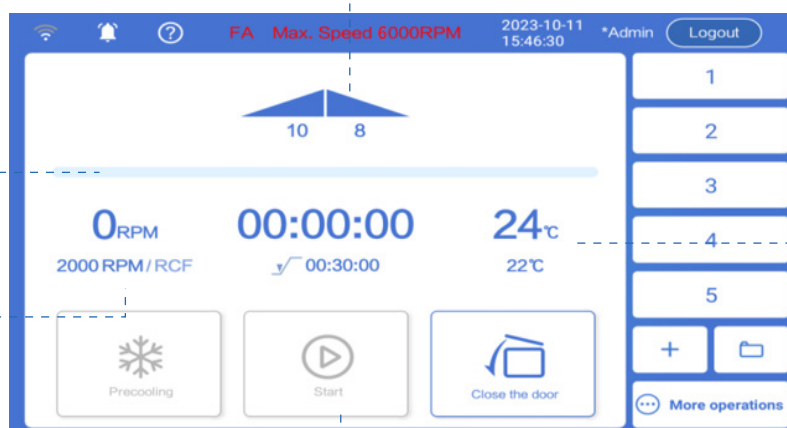 FA Max. Speed 6000RPM
2023-10-11
15:46:30
*Admin
Logout
10 8
0RPM
00:00:00
24℃
2000 RPM / RCF
00:30:00
22℃
Precooling
Start
Close the door
1
2
3
4
5
+
More operations